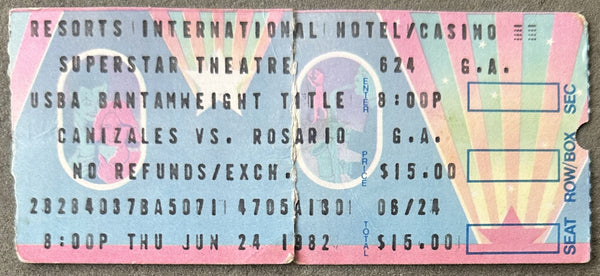 RESORTS INTERNATIONAL HOTEL/CASINO
SUPERSTAR THEATRE 624 G.A.
USBA BANTAMWEIGHT TITLE 8:00P
CANIZALES VS. ROSARIO G.A.
NO REFUNDS/EXCH. $15.00
28284037BA5071 4705A130 06/24
8:00P THU JUN 24 1982 $15.00
ENTER
PRICE
TOTAL
SEC
ROW/BOX
SEAT